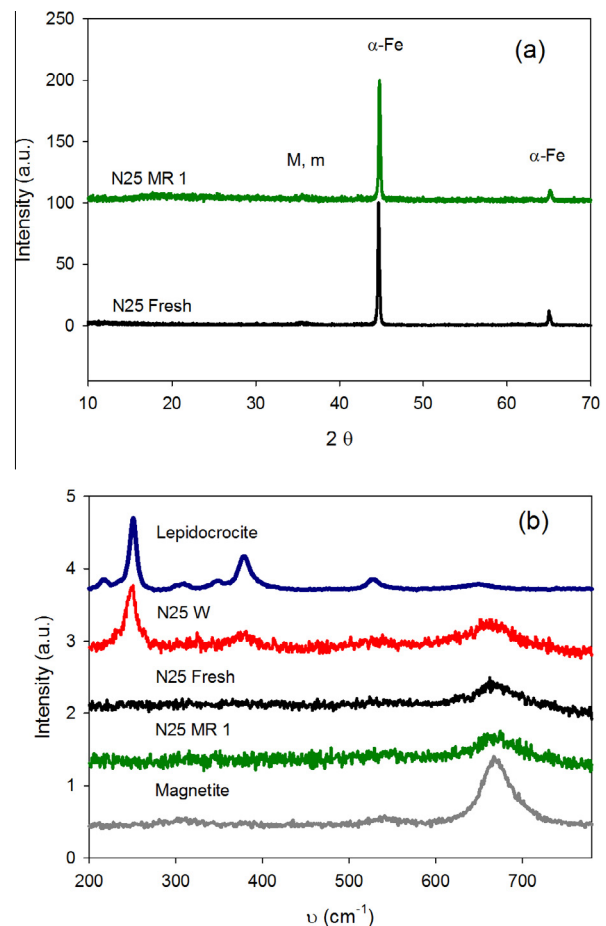 (a)
α-Fe
M, m
α-Fe
N25 MR 1
N25 Fresh
Intensity (a.u.)
250
200
150
100
50
0
10 20 30 40 50 60 70
2 θ
(b)
Lepidocrocite
N25 W
N25 Fresh
N25 MR 1
Magnetite
Intensity (a.u.)
5
4
3
2
1
0
200 300 400 500 600 700
υ (cm⁻¹)